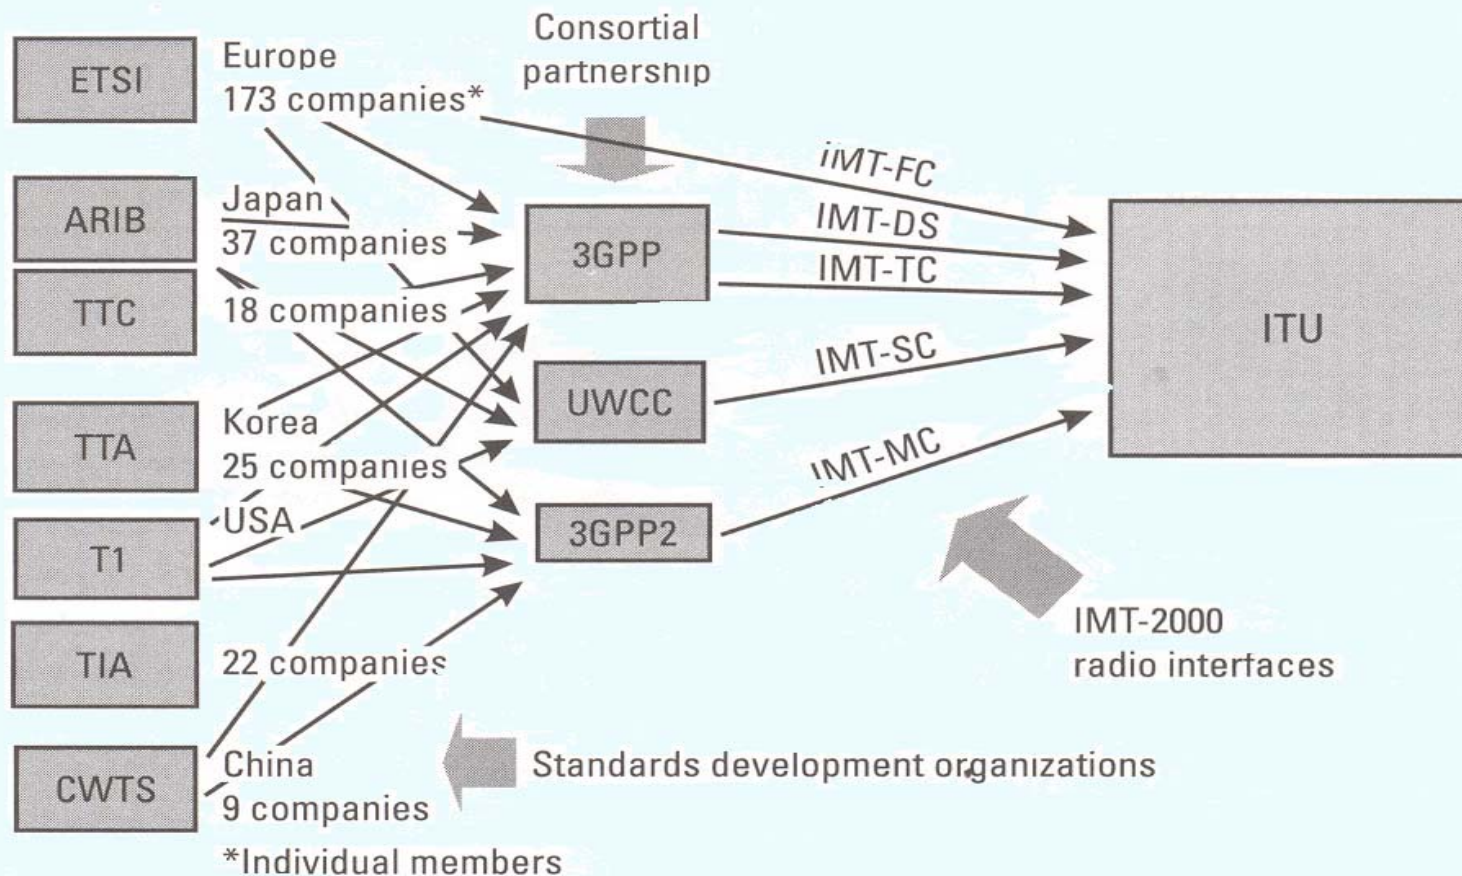 ETSI
Europe
173 companies*
ARIB
Japan
37 companies
TTC
18 companies
TTA
Korea
25 companies
T1
USA
TIA
22 companies
CWTS
China
9 companies
*Individual members
Consortial
partnership
3GPP
UWCC
3GPP2
Standards development organizations
IMT-FC
IMT-DS
IMT-TC
IMT-SC
IMT-MC
IMT-2000
radio interfaces
ITU